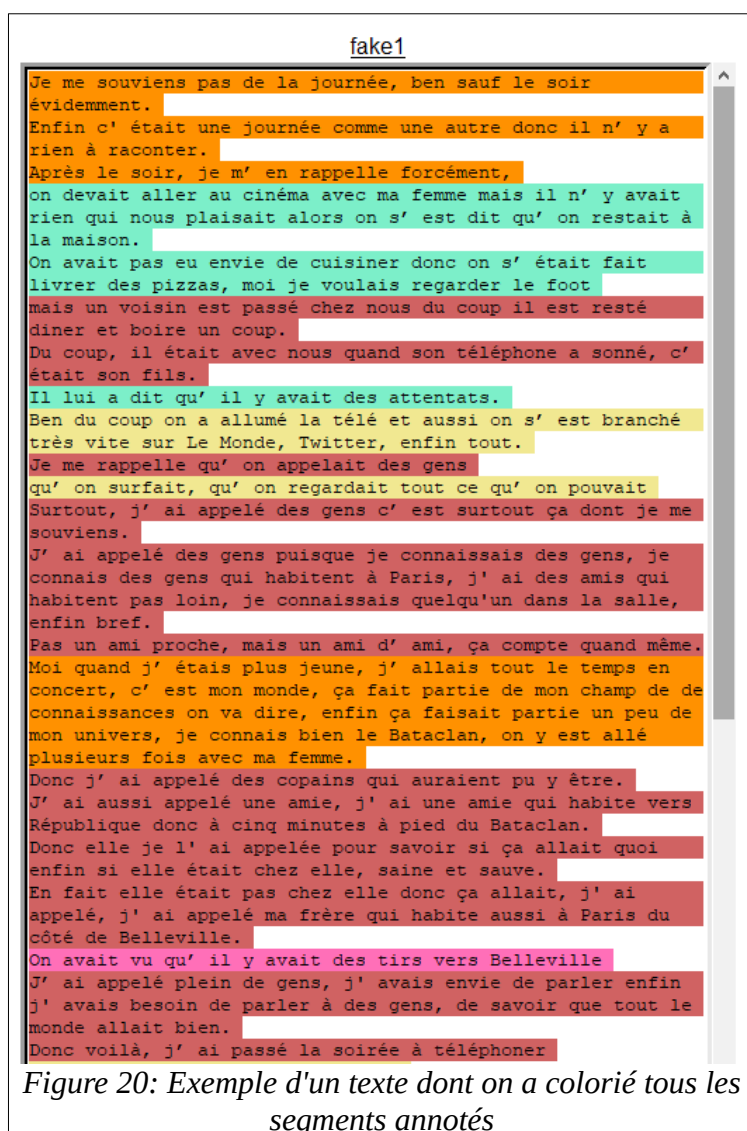 fake1
Je me souviens pas de la journée, ben sauf le soir
évidemment.
Enfin c' était une journée comme une autre donc il n’ y a
rien à raconter.
Après le soir, je m’ en rappelle forcément,
on devait aller au cinéma avec ma femme mais il n’ y avait
rien qui nous plaisait alors on s’ est dit qu’ on restait à
la maison.
On avait pas eu envie de cuisiner donc on s’ était fait
livrer des pizzas, moi je voulais regarder le foot
mais un voisin est passé chez nous du coup il est resté
diner et boire un coup.
Du coup, il était avec nous quand son téléphone a sonné, c’
était son fils.
Il lui a dit qu’ il y avait des attentats.
Ben du coup on a allumé la télé et aussi on s’ est branché
très vite sur Le Monde, Twitter, enfin tout.
Je me rappelle qu’ on appelait des gens
qu’ on surfait, qu’ on regardait tout ce qu’ on pouvait
Surtout, j’ ai appelé des gens c’ est surtout ça dont je me
souviens.
J’ ai appelé des gens puisque je connaissais des gens, je
connais des gens qui habitent à Paris, j' ai des amis qui
habitent pas loin, je connaissais quelqu'un dans la salle,
enfin bref.
Pas un ami proche, mais un ami d’ ami, ça compte quand même.
Moi quand j’ étais plus jeune, j’ allais tout le temps en
concert, c’ est mon monde, ça fait partie de mon champ de de
connaissances on va dire, enfin ça faisait partie un peu de
mon univers, je connais bien le Bataclan, on y est allé
plusieurs fois avec ma femme.
Donc j’ ai appelé des copains qui auraient pu y être.
J’ ai aussi appelé une amie, j' ai une amie qui habite vers
République donc à cinq minutes à pied du Bataclan.
Donc elle je l' ai appelée pour savoir si ça allait quoi
enfin si elle était chez elle, saine et sauve.
En fait elle était pas chez elle donc ça allait, j' ai
appelé, j' ai appelé ma frère qui habite aussi à Paris du
côté de Belleville.
On avait vu qu’ il y avait des tirs vers Belleville
J’ ai appelé plein de gens, j' avais envie de parler enfin
j' avais besoin de parler à des gens, de savoir que tout le
monde allait bien.
Donc voilà, j’ ai passé la soirée à téléphoner
Figure 20: Exemple d'un texte dont on a colorié tous les
segments annotés